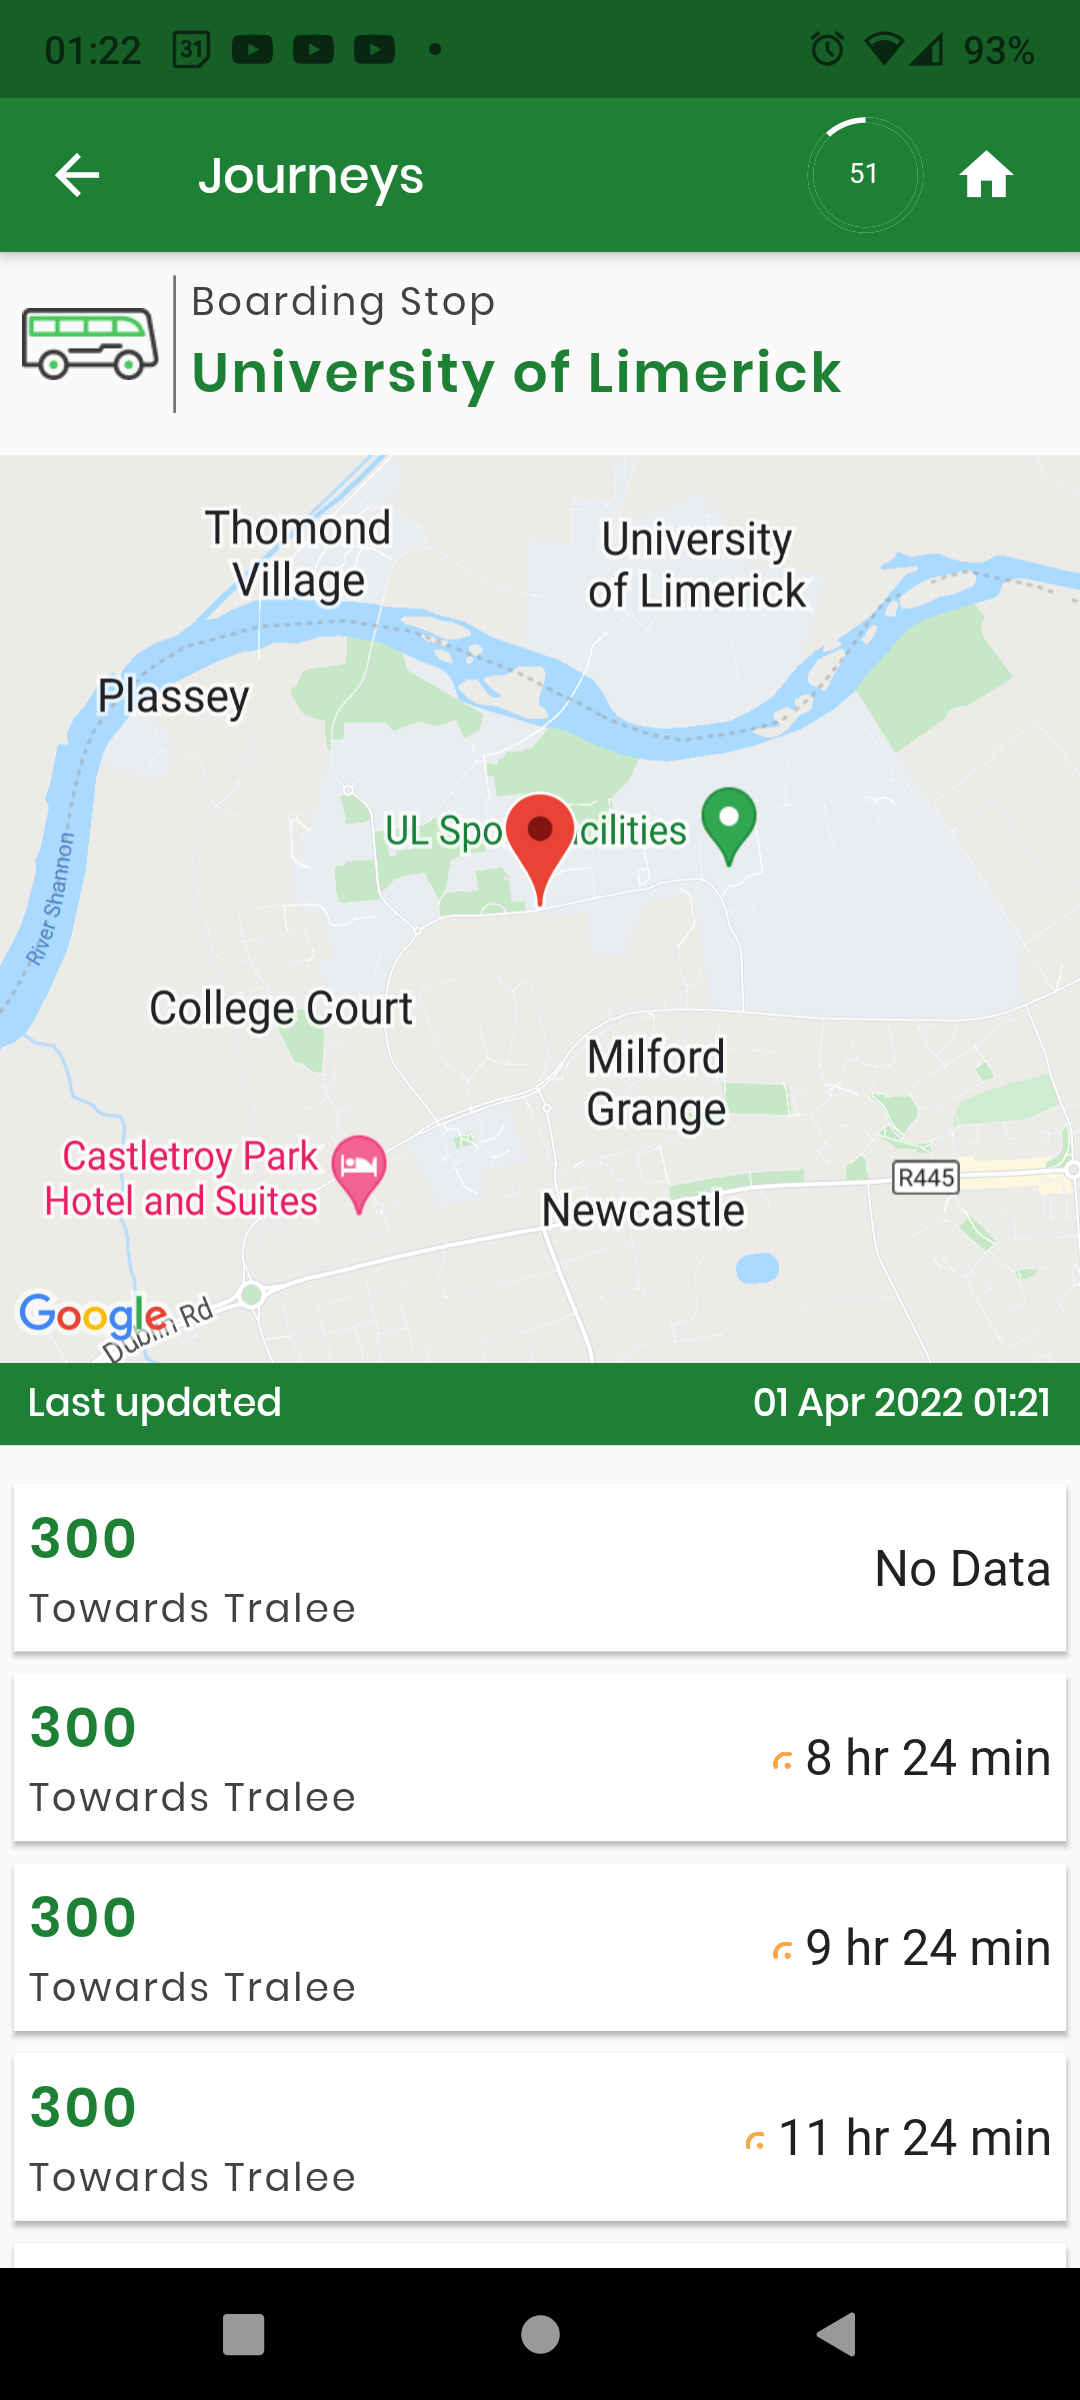 01:22 31 93%
Journeys 51
Boarding Stop
University of Limerick
Thomond
Village
University
of Limerick
Plassey
UL Spo cilities
River Shannon
College Court
Milford
Grange
Castletroy Park
Hotel and Suites
R445
Newcastle
Google
Dublin Rd
Last updated 01 Apr 2022 01:21
300
Towards Tralee
No Data
300
Towards Tralee
8 hr 24 min
300
Towards Tralee
9 hr 24 min
300
Towards Tralee
11 hr 24 min